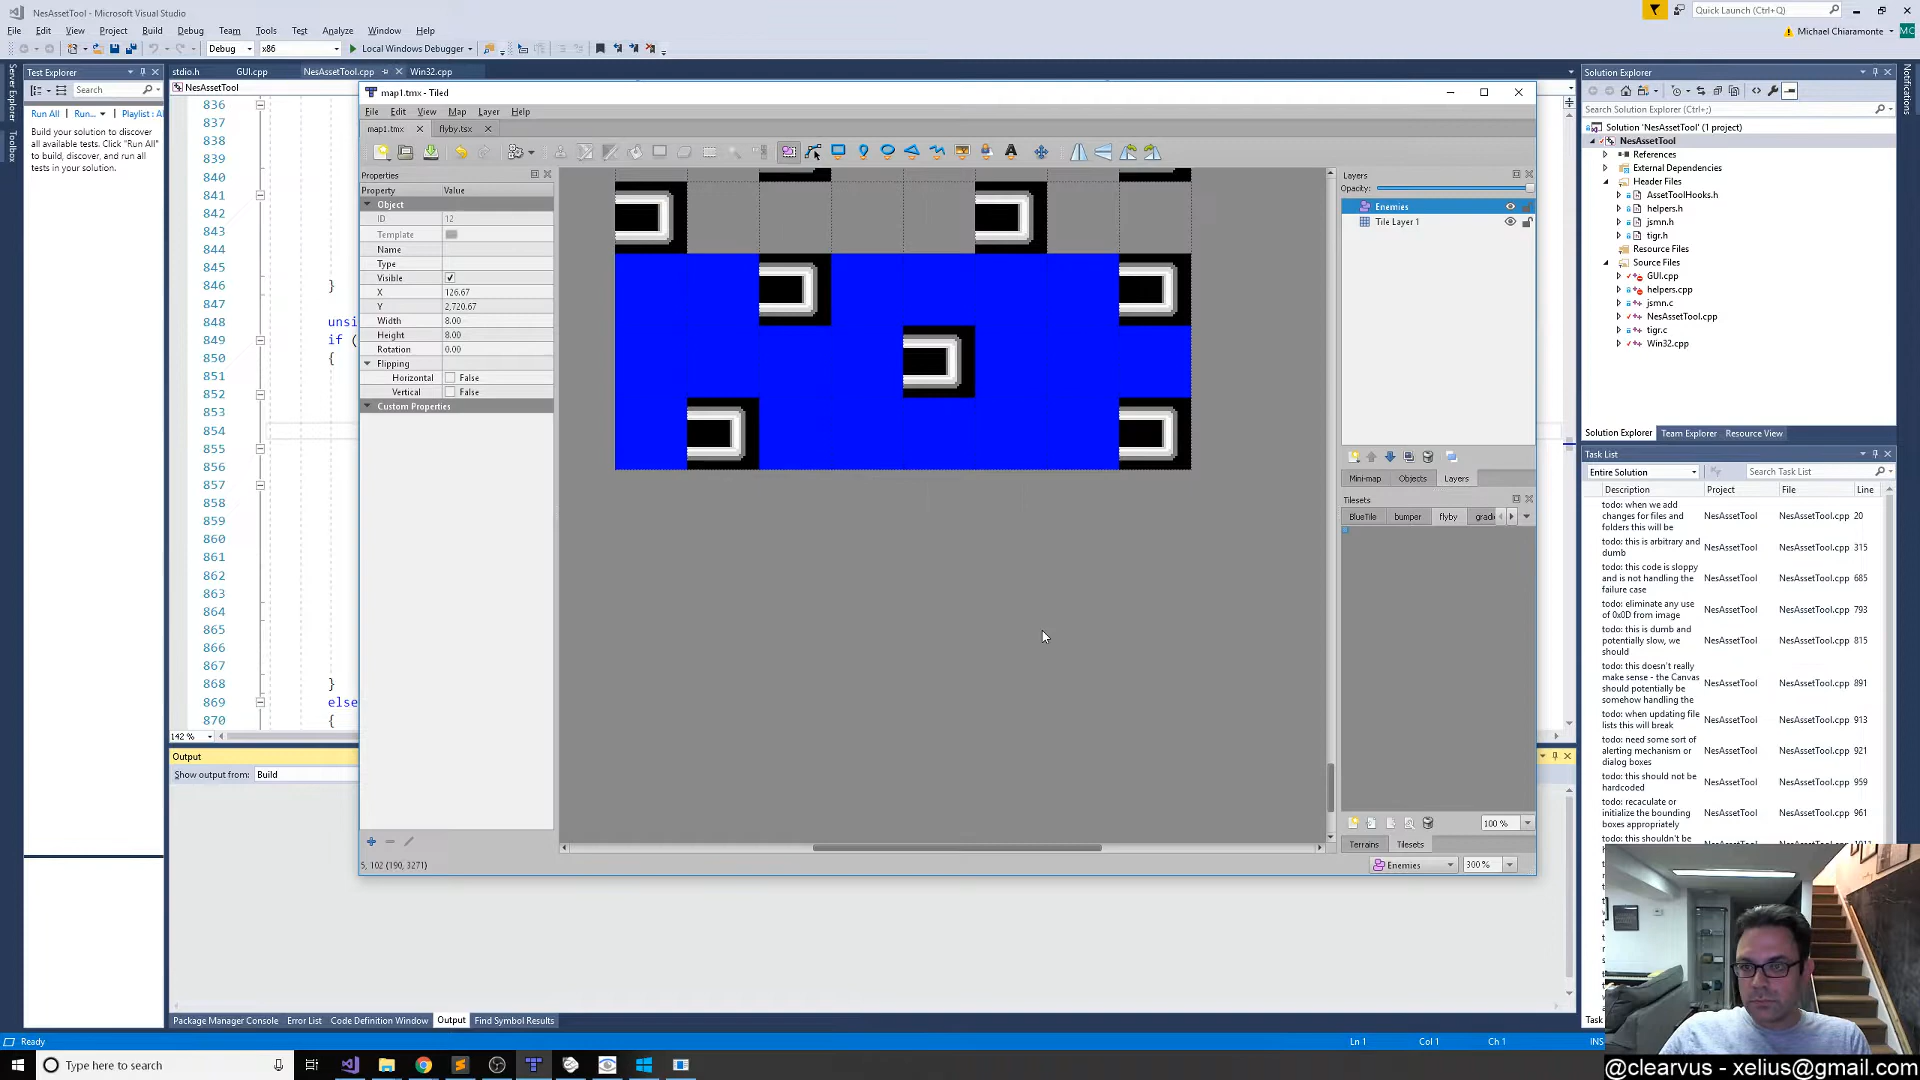 NesAssetTool - Microsoft Visual Studio
Quick Launch (Ctrl+Q)
File Edit View Project Build Debug Team Tools Test Analyze Window Help
Michael Chiaramonte MC
Debug x86 Local Windows Debugger
Server Explorer
Toolbox
Notifications
Test Explorer
Search
Run All Run... Playlist : A
Build your solution to discover
all available tests. Click "Run All"
to build, discover, and run all
tests in your solution.
stdio.h GUI.cpp NesAssetTool.cpp Win32.cpp
NesAssetTool
836
837
838
839
840
841
842
843
844
845
846 }
847
848 unsi
849 if (
850 {
851
852
853
854
855
856
857
858
859
860
861
862
863
864
865
866
867
868 }
869 else
870 {
142 %
map1.tmx - Tiled
File Edit View Map Layer Help
map1.tmx flyby.tsx
Properties
Property Value
Object
ID 12
Template
Name
Type
Visible
X 126.67
Y 2,720.67
Width 8.00
Height 8.00
Rotation 0.00
Flipping
Horizontal False
Vertical False
Custom Properties
5, 102 (190, 3271)
Layers
Opacity:
Enemies
Tile Layer 1
Mini-map Objects Layers
Tilesets
BlueTile bumper flyby gradi
100 %
Terrains Tilesets
Enemies 300 %
Solution Explorer
Search Solution Explorer (Ctrl+;)
Solution 'NesAssetTool' (1 project)
NesAssetTool
References
External Dependencies
Header Files
AssetToolHooks.h
helpers.h
jsmn.h
tigr.h
Resource Files
Source Files
GUI.cpp
helpers.cpp
jsmn.c
NesAssetTool.cpp
tigr.c
Win32.cpp
Solution Explorer Team Explorer Resource View
Task List
Entire Solution Search Task List
Description Project File Line
todo: when we add
changes for files and
folders this will be NesAssetTool NesAssetTool.cpp 20
todo: this is arbitrary and
dumb NesAssetTool NesAssetTool.cpp 315
todo: this code is sloppy
and is not handling the
failure case NesAssetTool NesAssetTool.cpp 685
todo: eliminate any use
of 0x0D from image NesAssetTool NesAssetTool.cpp 793
todo: this is dumb and
potentially slow, we
should NesAssetTool NesAssetTool.cpp 815
todo: this doesn't really
make sense - the Canvas
should potentially be
somehow handling the NesAssetTool NesAssetTool.cpp 891
todo: when updating file
lists this will break NesAssetTool NesAssetTool.cpp 913
todo: need some sort of
alerting mechanism or
dialog boxes NesAssetTool NesAssetTool.cpp 921
todo: this should not be
hardcoded NesAssetTool NesAssetTool.cpp 959
todo: recaculate or
initialize the bounding
boxes appropriately NesAssetTool NesAssetTool.cpp 961
todo: this shouldn't be
Output
Show output from: Build
Package Manager Console Error List Code Definition Window Output Find Symbol Results
Ready Ln 1 Col 1 Ch 1 INS
Type here to search
@clearvus - xelius@gmail.com